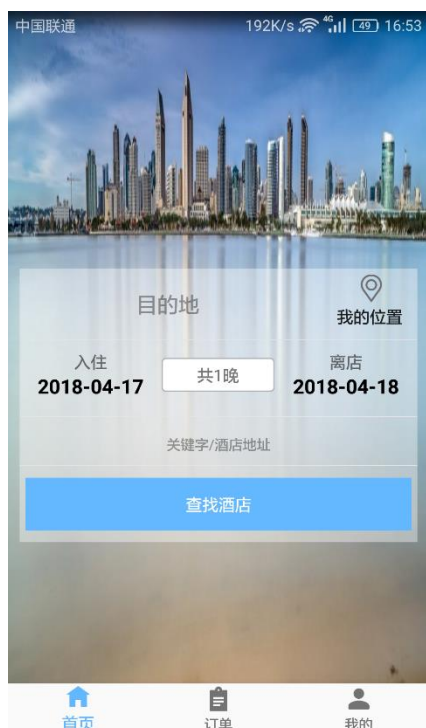 中国联通 192K/s 4G 49 16:53
目的地
我的位置
入住 离店
2018-04-17 共1晚 2018-04-18
关键字/酒店地址
查找酒店
首页 订单 我的